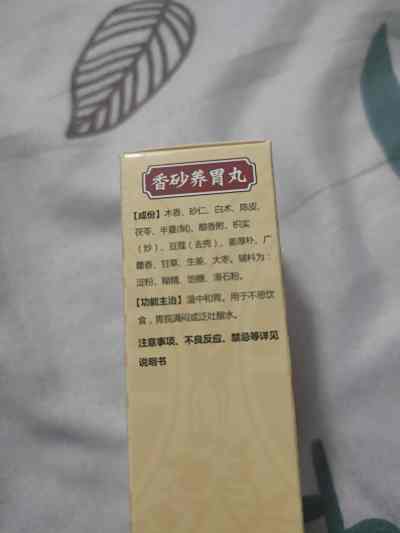 香砂养胃丸
【成份】木香、砂仁、白术、陈皮、
茯苓、半夏(制)、醋香附、枳实
(炒)、豆蔻(去壳)、姜厚朴、广
藿香、甘草、生姜、大枣。辅料为：
淀粉、糊精、饴糖、滑石粉。
【功能主治】温中和胃。用于不思饮
食，胃脘满闷或泛吐酸水。
注意事项、不良反应、禁忌等详见
说明书